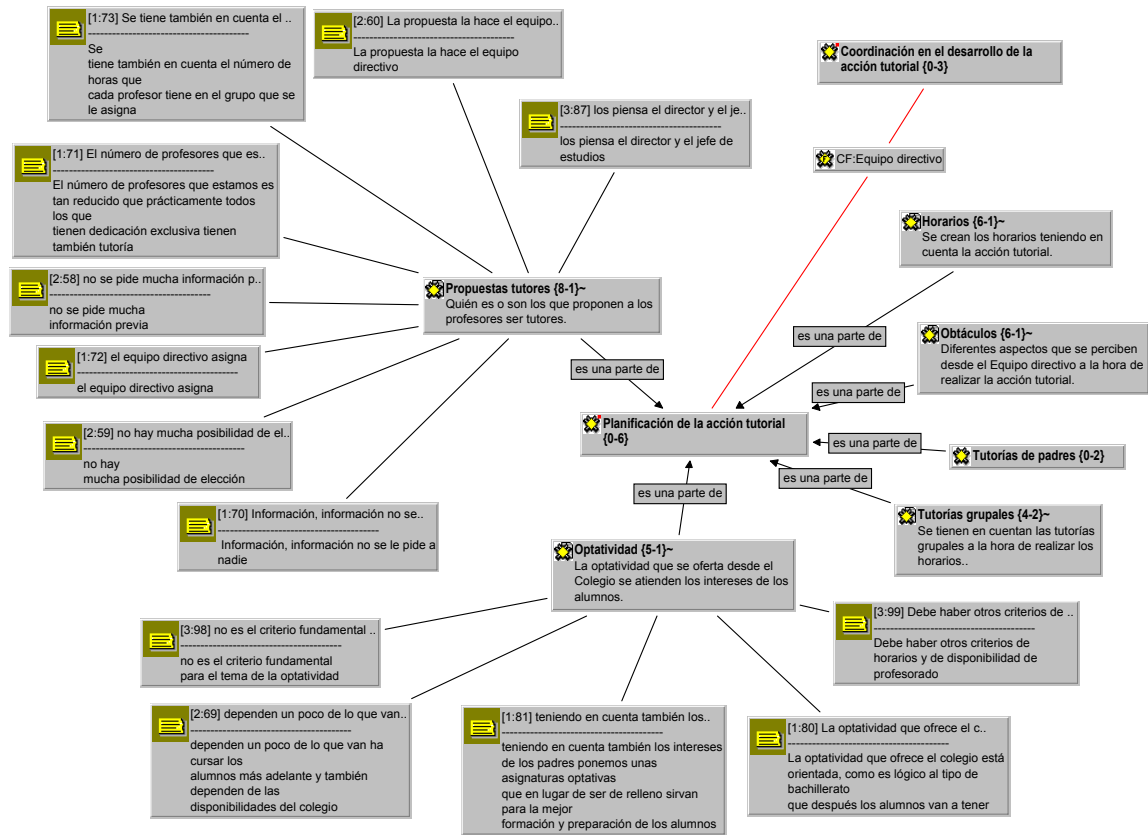 [1:73] Se tiene también en cuenta el ..
----------------------------------------
Se
tiene también en cuenta el número de
horas que
cada profesor tiene en el grupo que se
le asigna
[2:60] La propuesta la hace el equipo..
----------------------------------------
La propuesta la hace el equipo
directivo
Coordinación en el desarrollo de la
acción tutorial {0-3}
[3:87] los piensa el director y el je..
----------------------------------------
los piensa el director y el jefe de
estudios
CF:Equipo directivo
[1:71] El número de profesores que es..
----------------------------------------
El número de profesores que estamos es
tan reducido que prácticamente todos
los que
tienen dedicación exclusiva tienen
también tutoría
Horarios {6-1}~
Se crean los horarios teniendo en
cuenta la acción tutorial.
[2:58] no se pide mucha información p..
----------------------------------------
no se pide mucha
información previa
Propuestas tutores {8-1}~
Quién es o son los que proponen a los
profesores ser tutores.
es una parte de
Obtáculos {6-1}~
Diferentes aspectos que se perciben
desde el Equipo directivo a la hora de
realizar la acción tutorial.
[1:72] el equipo directivo asigna
----------------------------------------
el equipo directivo asigna
es una parte de
es una parte de
[2:59] no hay mucha posibilidad de el..
----------------------------------------
no hay
mucha posibilidad de elección
Planificación de la acción tutorial
{0-6}
es una parte de
Tutorías de padres {0-2}
es una parte de
es una parte de
[1:70] Información, información no se..
----------------------------------------
Información, información no se le pide a
nadie
Tutorías grupales {4-2}~
Se tienen en cuentan las tutorías
grupales a la hora de realizar los
horarios..
Optatividad {5-1}~
La optatividad que se oferta desde el
Colegio se atienden los intereses de los
alumnos.
[3:98] no es el criterio fundamental ..
----------------------------------------
no es el criterio fundamental
para el tema de la optatividad
[3:99] Debe haber otros criterios de ..
----------------------------------------
Debe haber otros criterios de
horarios y de disponibilidad de
profesorado
[2:69] dependen un poco de lo que van..
----------------------------------------
dependen un poco de lo que van ha
cursar los
alumnos más adelante y también
dependen de las
disponibilidades del colegio
[1:81] teniendo en cuenta también los..
----------------------------------------
teniendo en cuenta también los intereses
de los padres ponemos unas
asignaturas optativas
que en lugar de ser de relleno sirvan
para la mejor
formación y preparación de los alumnos
[1:80] La optatividad que ofrece el c..
----------------------------------------
La optatividad que ofrece el colegio está
orientada, como es lógico al tipo de
bachillerato
que después los alumnos van a tener